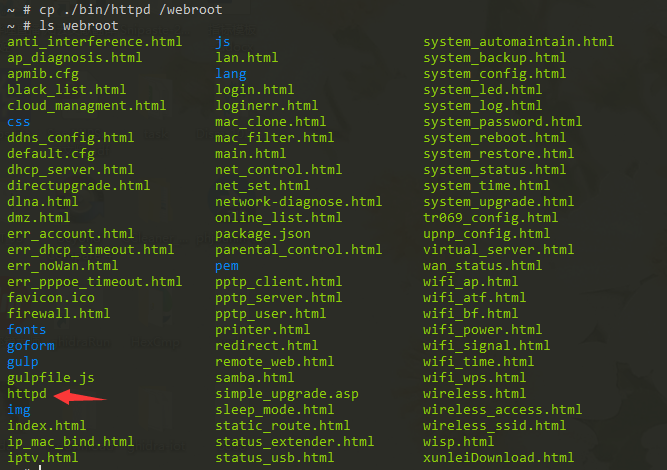 ~ # cp ./bin/httpd /webroot
~ # ls webroot
anti_interference.html js system_automaintain.html
ap_diagnosis.html lan.html system_backup.html
apmib.cfg lang system_config.html
black_list.html login.html system_led.html
cloud_managment.html loginerr.html system_log.html
css mac_clone.html system_password.html
ddns_config.html mac_filter.html system_reboot.html
default.cfg main.html system_restore.html
dhcp_server.html net_control.html system_status.html
directupgrade.html net_set.html system_time.html
dlna.html network-diagnose.html system_upgrade.html
dmz.html online_list.html tr069_config.html
err_account.html package.json upnp_config.html
err_dhcp_timeout.html parental_control.html virtual_server.html
err_noWan.html pem wan_status.html
err_pppoe_timeout.html pptp_client.html wifi_ap.html
favicon.ico pptp_server.html wifi_atf.html
firewall.html pptp_user.html wifi_bf.html
fonts printer.html wifi_power.html
goform redirect.html wifi_signal.html
gulp remote_web.html wifi_time.html
gulpfile.js samba.html wifi_wps.html
httpd simple_upgrade.asp wireless.html
img sleep_mode.html wireless_access.html
index.html static_route.html wireless_ssid.html
ip_mac_bind.html status_extender.html wisp.html
iptv.html status_usb.html xunleiDownload.html